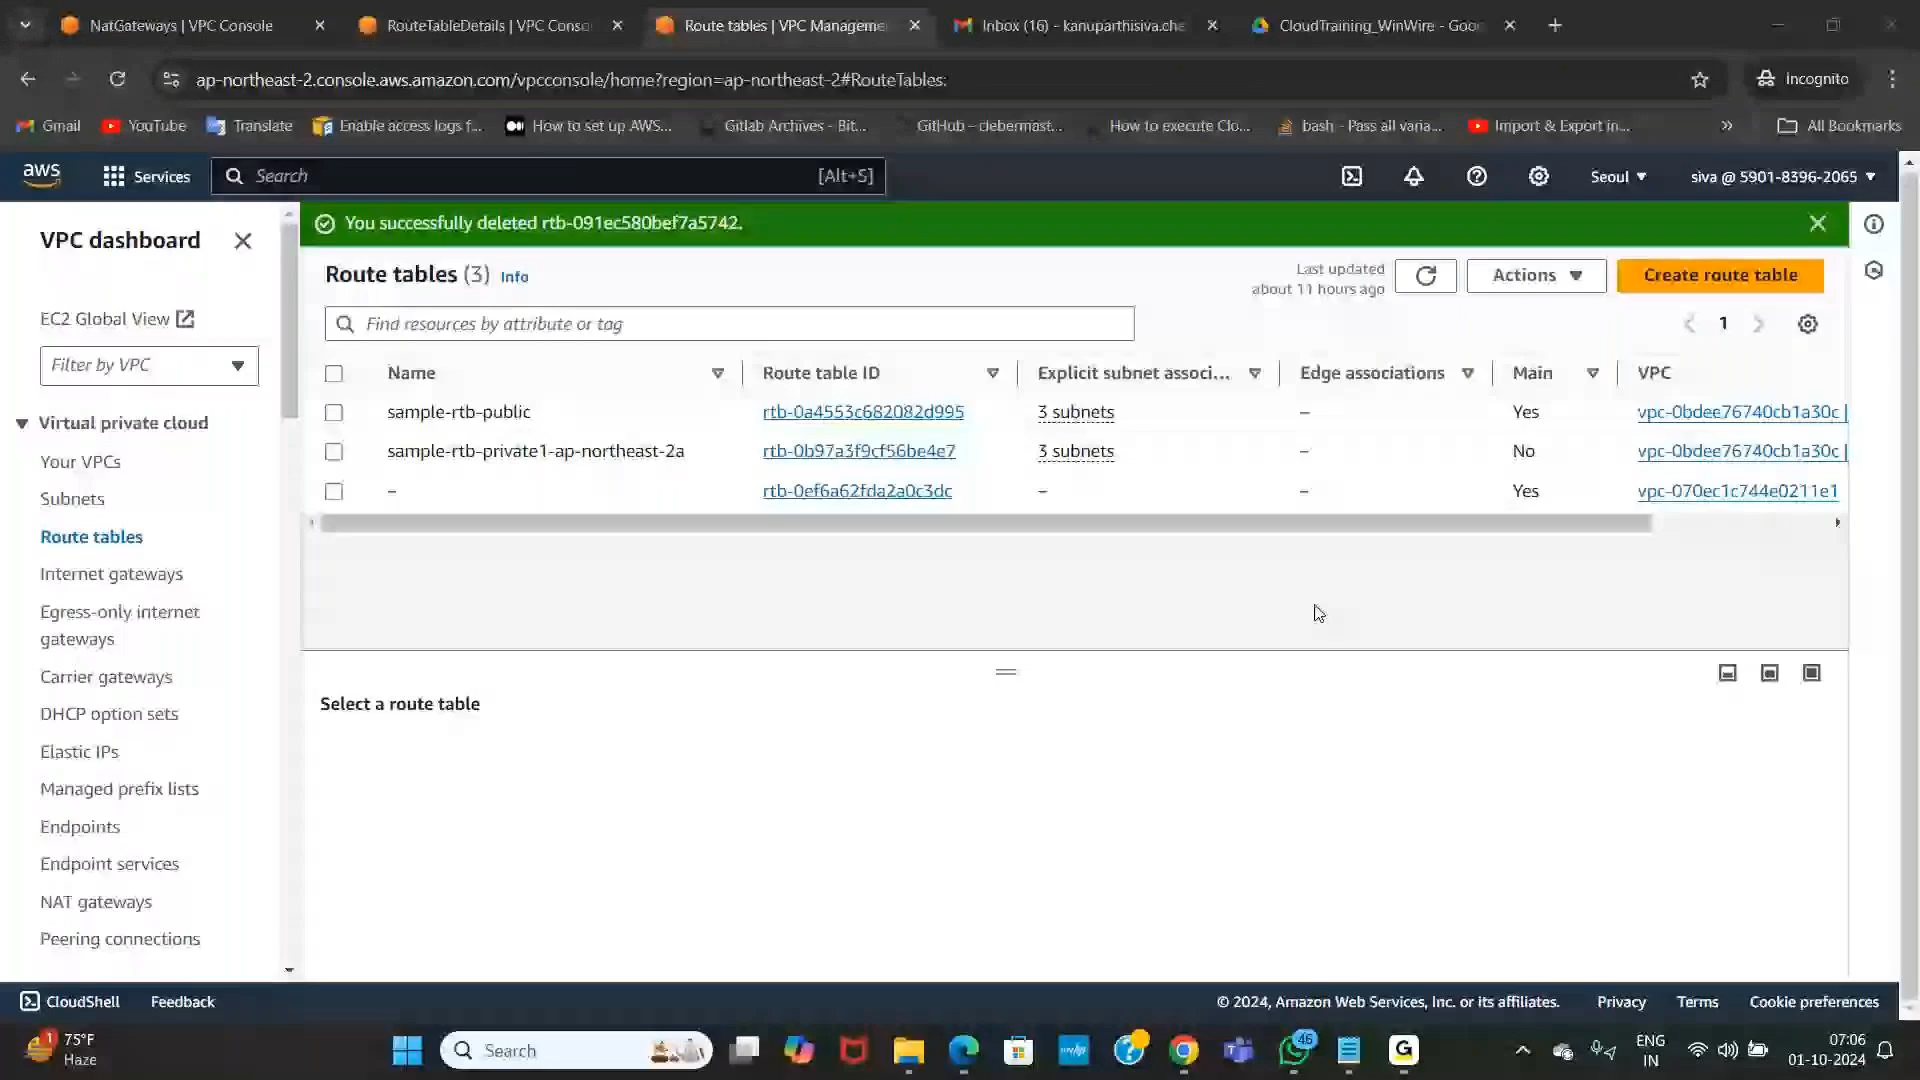 NatGateways | VPC Console
RouteTableDetails | VPC Conso
Route tables | VPC Manageme
Inbox (16) - kanuparthisiva.che
CloudTraining_WinWire - Goo
ap-northeast-2.console.aws.amazon.com/vpcconsole/home?region=ap-northeast-2#RouteTables:
Incognito
Gmail
YouTube
Translate
Enable access logs f...
How to set up AWS...
Gitlab Archives - Bit...
GitHub - clebermast...
How to execute Clo...
bash - Pass all varia...
Import & Export in...
»
All Bookmarks
aws
Services
Search
[Alt+S]
Seoul
siva @ 5901-8396-2065
VPC dashboard
You successfully deleted rtb-091ec580bef7a5742.
Route tables (3) Info
Last updated
about 11 hours ago
Actions
Create route table
EC2 Global View
Find resources by attribute or tag
1
Filter by VPC
Name
Route table ID
Explicit subnet associ...
Edge associations
Main
VPC
sample-rtb-public
rtb-0a4553c682082d995
3 subnets
–
Yes
vpc-0bdee76740cb1a30c |
sample-rtb-private1-ap-northeast-2a
rtb-0b97a3f9cf56be4e7
3 subnets
–
No
vpc-0bdee76740cb1a30c |
–
rtb-0ef6a62fda2a0c3dc
–
–
Yes
vpc-070ec1c744e0211e1
Virtual private cloud
Your VPCs
Subnets
Route tables
Internet gateways
Egress-only internet
gateways
Carrier gateways
DHCP option sets
Elastic IPs
Managed prefix lists
Endpoints
Endpoint services
NAT gateways
Peering connections
Select a route table
CloudShell
Feedback
© 2024, Amazon Web Services, Inc. or its affiliates.
Privacy
Terms
Cookie preferences
1
75°F
Haze
Search
46
ENG
IN
07:06
01-10-2024